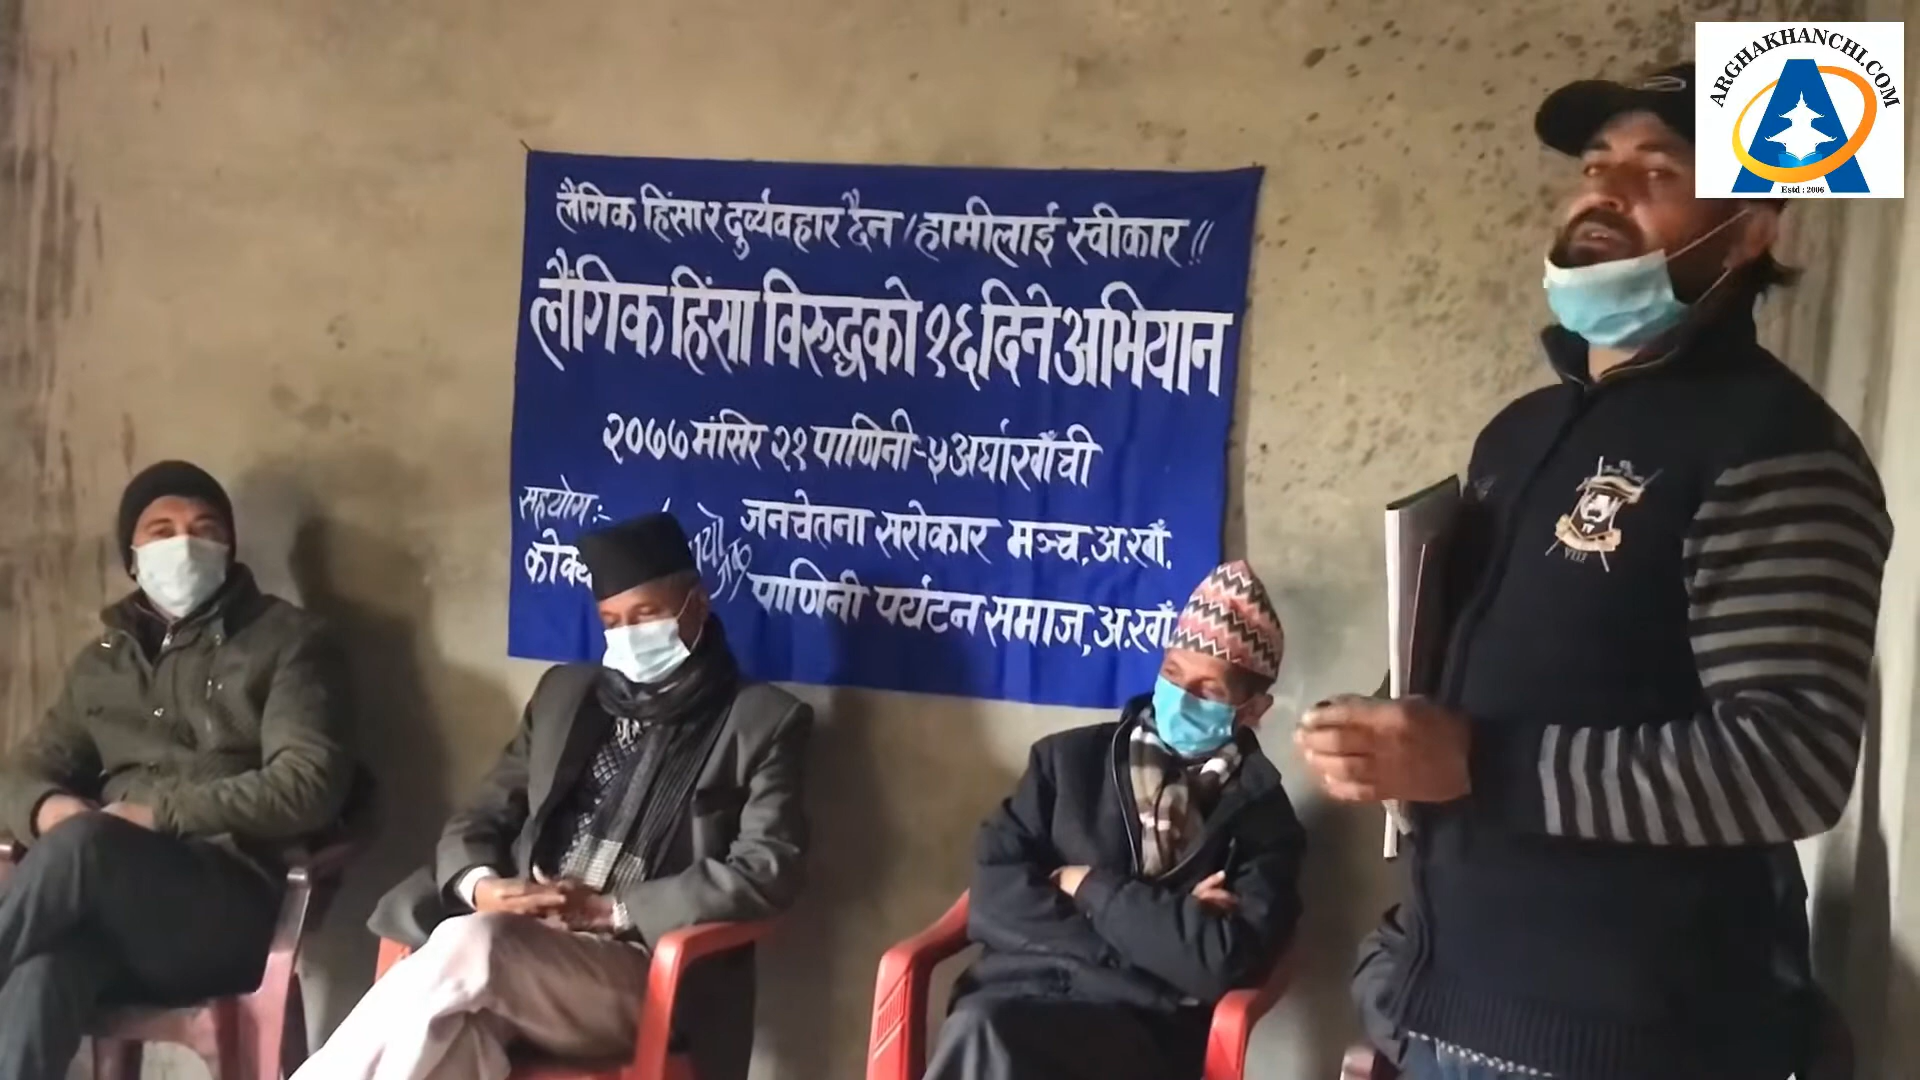 लैंगिक हिंसा र दुर्व्यवहार हैन । हामीलाई स्वीकार !!
लैंगिक हिंसा विरुद्धको १६ दिने अभियान
२०७७ मंसिर २१ पाणिनी-५ अर्घाखाँची
सहयोग :-
जनचेतना सरोकार मञ्च, अ.खाँ.
पाणिनी पर्यटन समाज, अ.खाँ.
ARGHAKHANCHI.COM
Estd : 2006